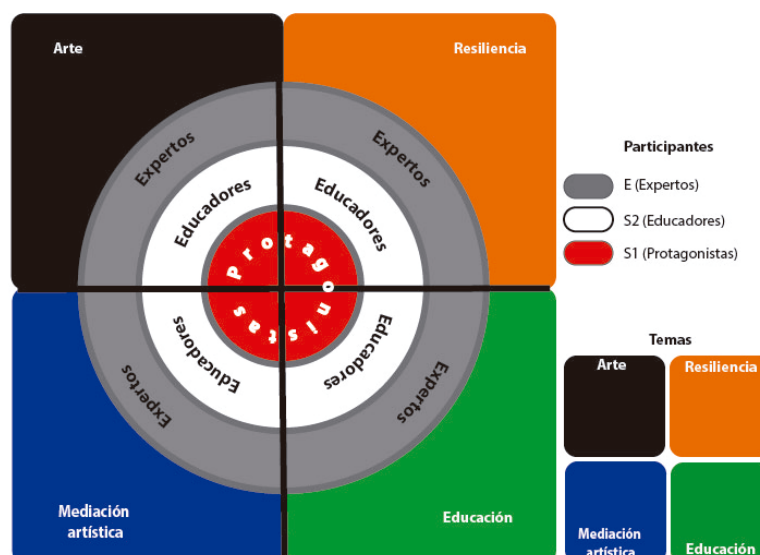 Arte
Resiliencia
Expertos
Expertos
Educadores
Educadores
Protagonistas
Educadores
Educadores
Expertos
Expertos
Mediación
artística
Educación
Participantes
E (Expertos)
S2 (Educadores)
S1 (Protagonistas)
Temas
Arte
Resiliencia
Mediación
artística
Educación